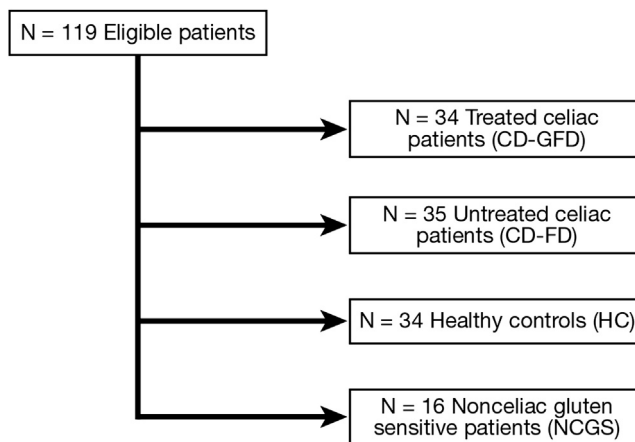 N = 119 Eligible patients
N = 34 Treated celiac
patients (CD-GFD)
N = 35 Untreated celiac
patients (CD-FD)
N = 34 Healthy controls (HC)
N = 16 Nonceliac gluten
sensitive patients (NCGS)